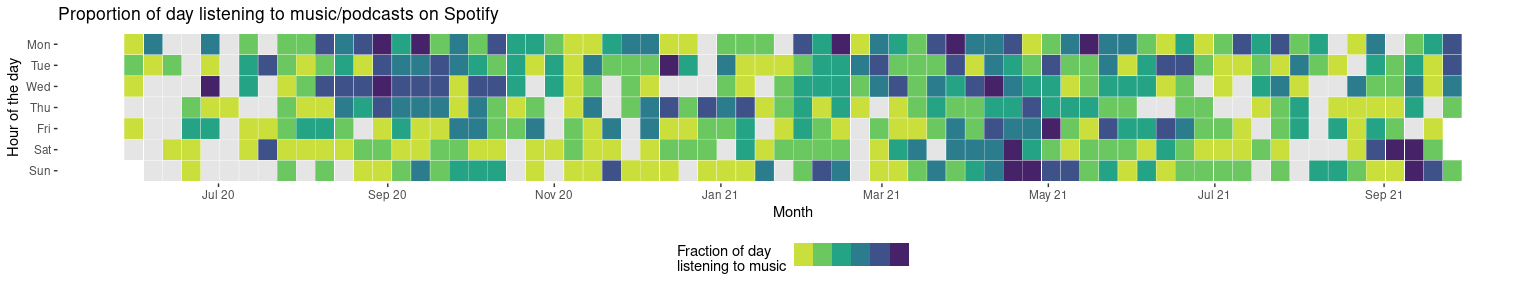 Proportion of day listening to music/podcasts on Spotify
Hour of the day
Mon
Tue
Wed
Thu
Fri
Sat
Sun
Jul 20
Sep 20
Nov 20
Jan 21
Mar 21
May 21
Jul 21
Sep 21
Month
Fraction of day
listening to music